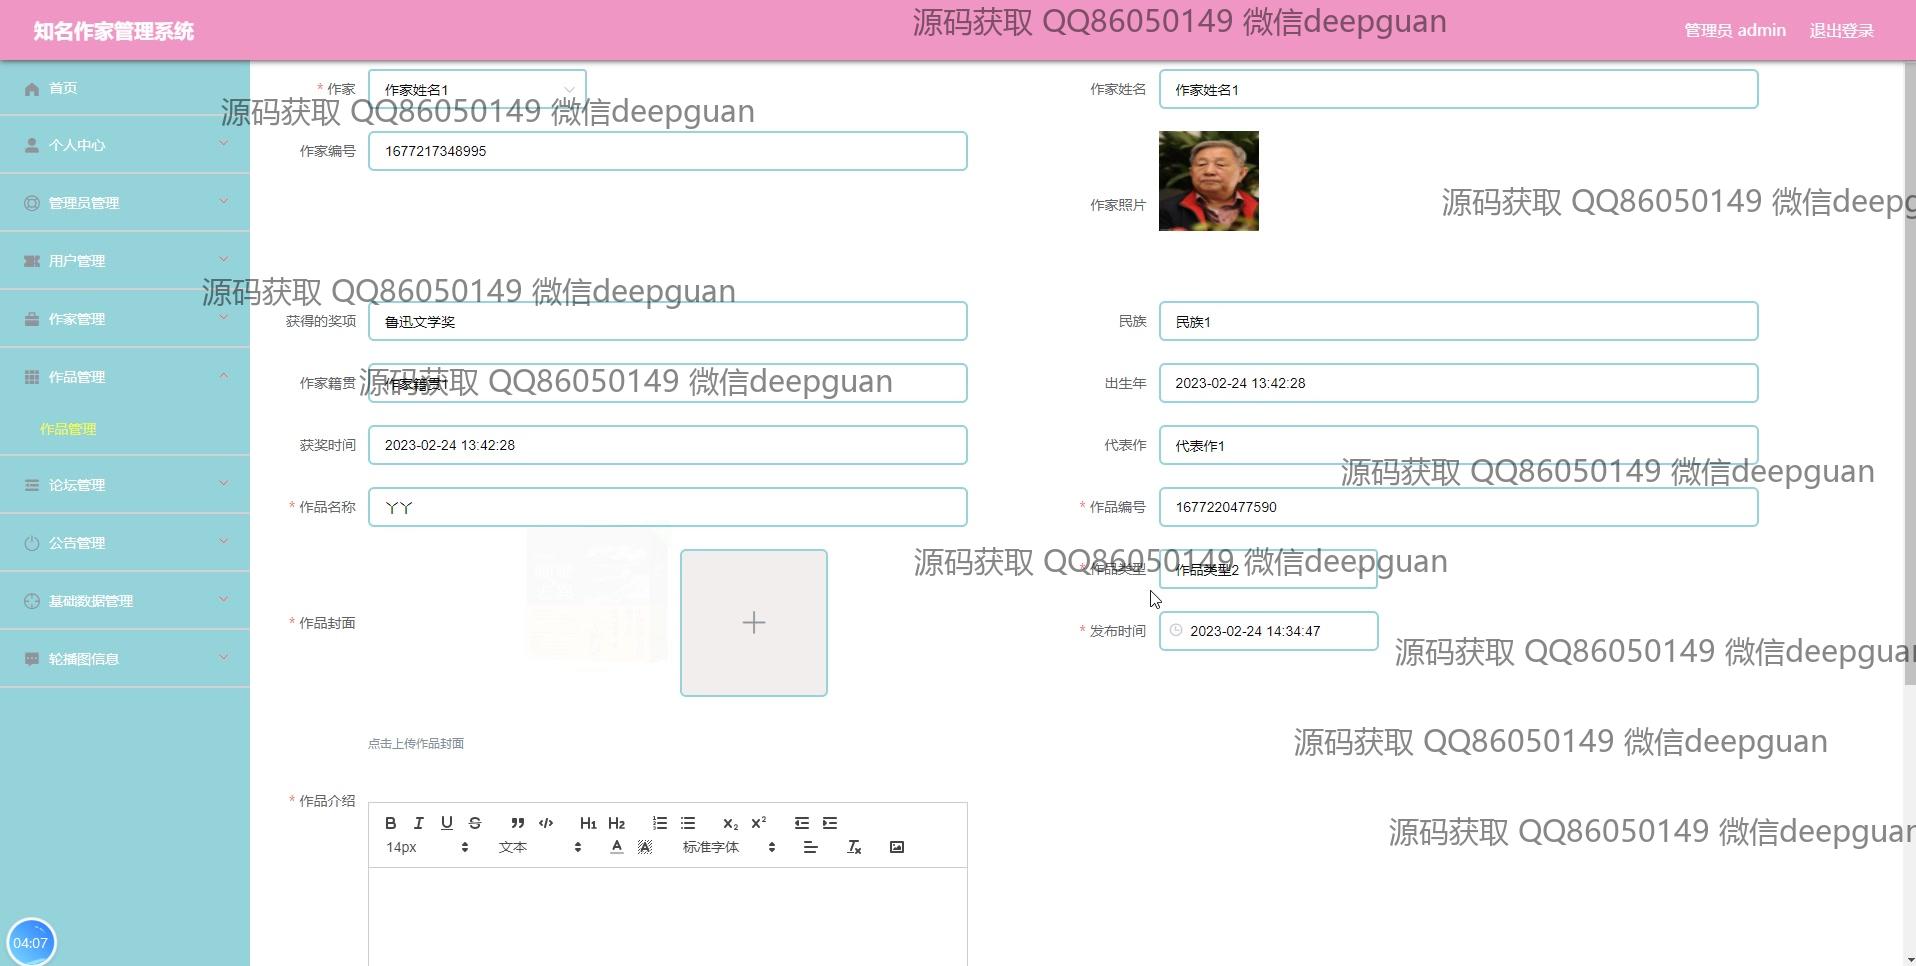 知名作家管理系统
源码获取 QQ86050149 微信deepguan
管理员 admin
退出登录
首页
个人中心
管理员管理
用户管理
作家管理
作品管理
作品管理
论坛管理
公告管理
基础数据管理
轮播图信息
04:07
* 作家
作家姓名1
作家姓名
作家姓名1
源码获取 QQ86050149 微信deepguan
作家编号
1677217348995
作家照片
源码获取 QQ86050149 微信deepg
源码获取 QQ86050149 微信deepguan
获得的奖项
鲁迅文学奖
民族
民族1
作家籍贯
作家籍贯1
源码获取 QQ86050149 微信deepguan
出生年
2023-02-24 13:42:28
获奖时间
2023-02-24 13:42:28
代表作
代表作1
源码获取 QQ86050149 微信deepguan
* 作品名称
丫丫
* 作品编号
1677220477590
源码获取 QQ86050149 微信deepguan
* 作品类型
作品类型2
* 作品封面
* 发布时间
2023-02-24 14:34:47
源码获取 QQ86050149 微信deepguan
点击上传作品封面
源码获取 QQ86050149 微信deepguan
* 作品介绍
B I U S H1 H2 X₂ X²
14px 文本 A A 标准字体 Tx
源码获取 QQ86050149 微信deepguan